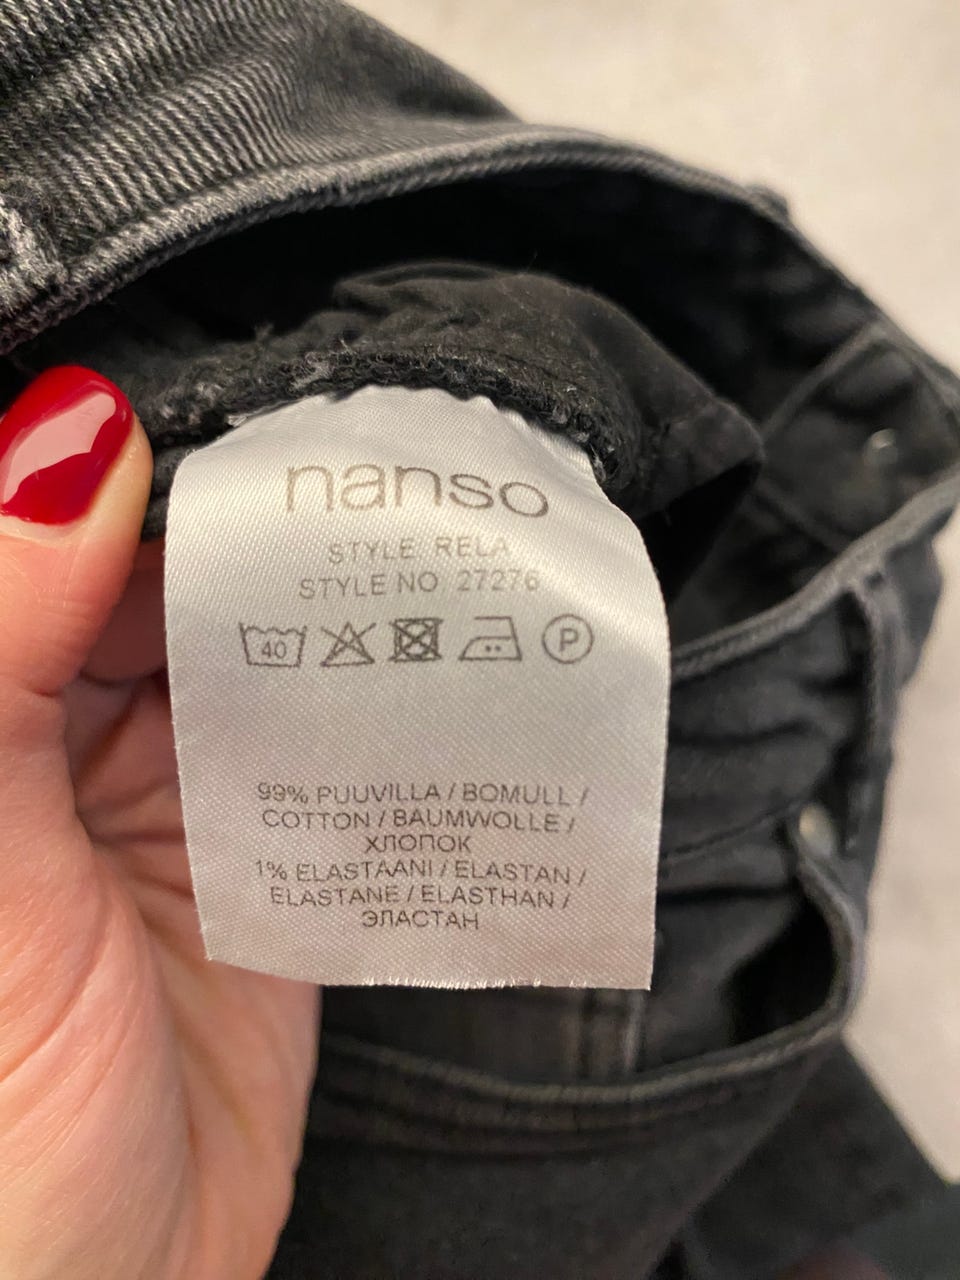 nanso
STYLE RELA
STYLE NO 27276
40 P
99% PUUVILLA / BOMULL /
COTTON / BAUMWOLLE /
ХЛОПОК
1% ELASTAANI / ELASTAN /
ELASTANE / ELASTHAN /
ЭЛАСТАН